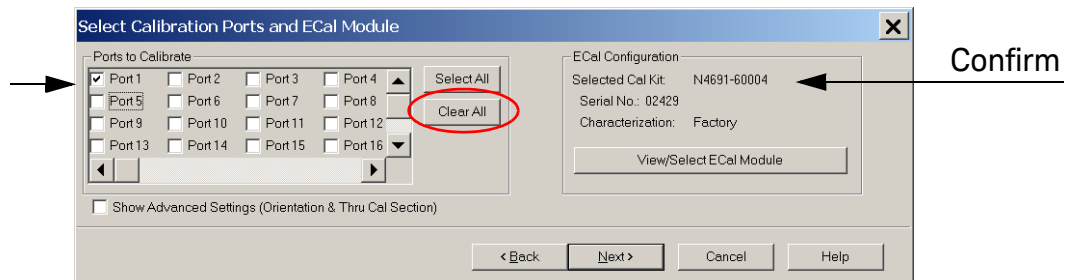 Select Calibration Ports and ECal Module
Ports to Calibrate
Port 1 Port 2 Port 3 Port 4 Select All
Port 5 Port 6 Port 7 Port 8 Clear All
Port 9 Port 10 Port 11 Port 12
Port 13 Port 14 Port 15 Port 16
Show Advanced Settings (Orientation & Thru Cal Section)
ECal Configuration
Selected Cal Kit: N4691-60004
Serial No.: 02429
Characterization: Factory
View/Select ECal Module
Confirm
< Back Next > Cancel Help